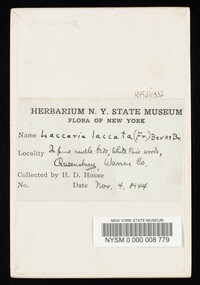 HERBARIUM N. Y. STATE MUSEUM
FLORA OF NEW YORK
Name Laccaria laccata (Fr.) Berk & Br.
Locality In pine needle beds, White Pine woods,
Queensbury, Warren Co.
Collected by H. D. House
No. Date Nov. 4, 1944
NEW YORK STATE MUSEUM
NYSM 0 000 008 779